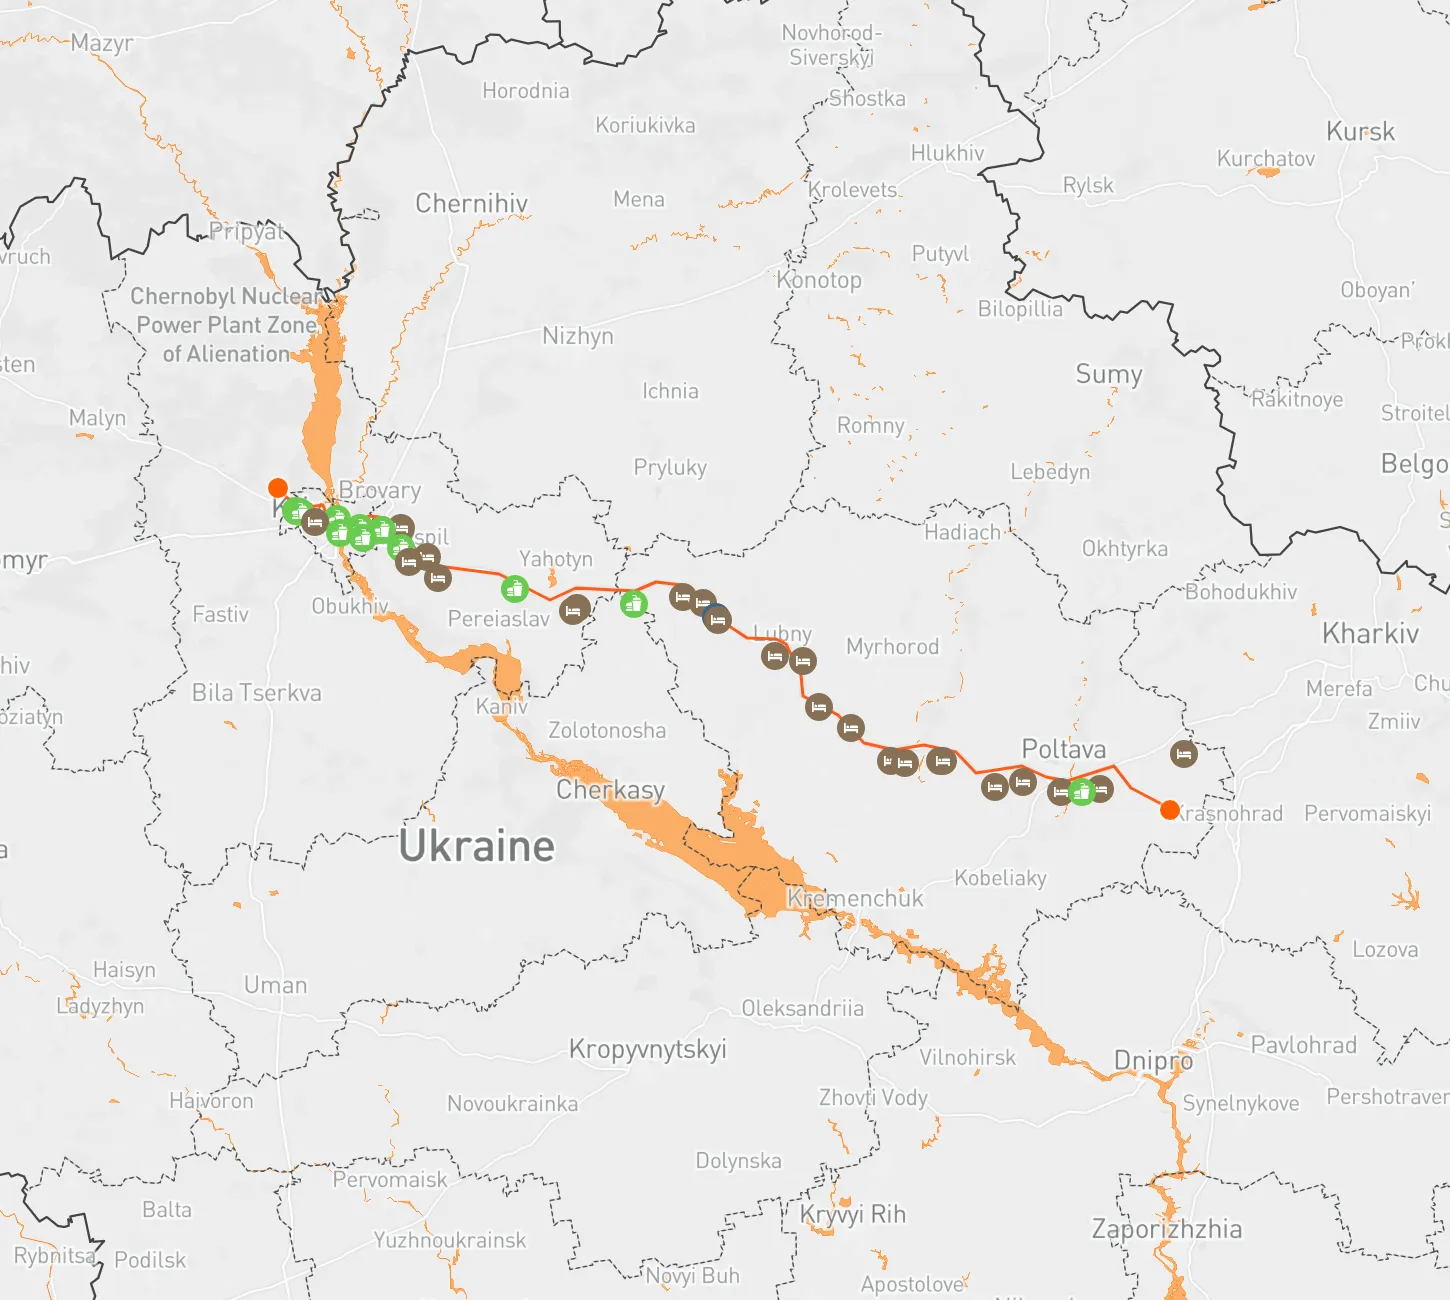 Mazyr
Novhorod-
Siverskyi
Horodnia
Shostka
Koriukivka
Kursk
Hlukhiv
Kurchatov
Rylsk
Krolevets
Mena
Chernihiv
Pripyat
vruch
Putyvl
Konotop
Oboyan'
Chernobyl Nuclear
Power Plant Zone
of Alienation
Bilopillia
Nizhyn
Prokh
sten
Sumy
Ichnia
Rakitnoye
Stroitel
Malyn
Romny
Pryluky
Lebedyn
Belgo
Brovary
K
spil
Hadiach
Okhtyrka
omyr
Yahotyn
Bohodukhiv
Obukhiv
Fastiv
Pereiaslav
Lubny
Kharkiv
Myrhorod
hiv
Bila Tserkva
Merefa
Chu
Kaniv
oziatyn
Zolotonosha
Zmiiv
Poltava
Cherkasy
Krasnohrad
Pervomaiskyi
Ukraine
a
Kobeliaky
Kremenchuk
Lozova
Haisyn
Uman
Ladyzhyn
Oleksandriia
Kropyvnytskyi
Vilnohirsk
Dnipro
Pavlohrad
Haivoron
Novoukrainka
Zhovti Vody
Synelnykove
Pershotraven
Dolynska
Pervomaisk
Balta
Kryvyi Rih
Zaporizhzhia
Yuzhnoukrainsk
Rybnitsa
Podilsk
Novyi Buh
Apostolove